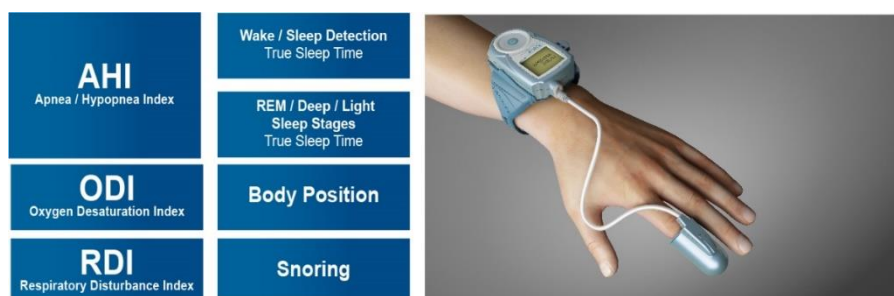 AHI
Apnea / Hypopnea Index
ODI
Oxygen Desaturation Index
RDI
Respiratory Disturbance Index
Wake / Sleep Detection
True Sleep Time
REM / Deep / Light
Sleep Stages
True Sleep Time
Body Position
Snoring